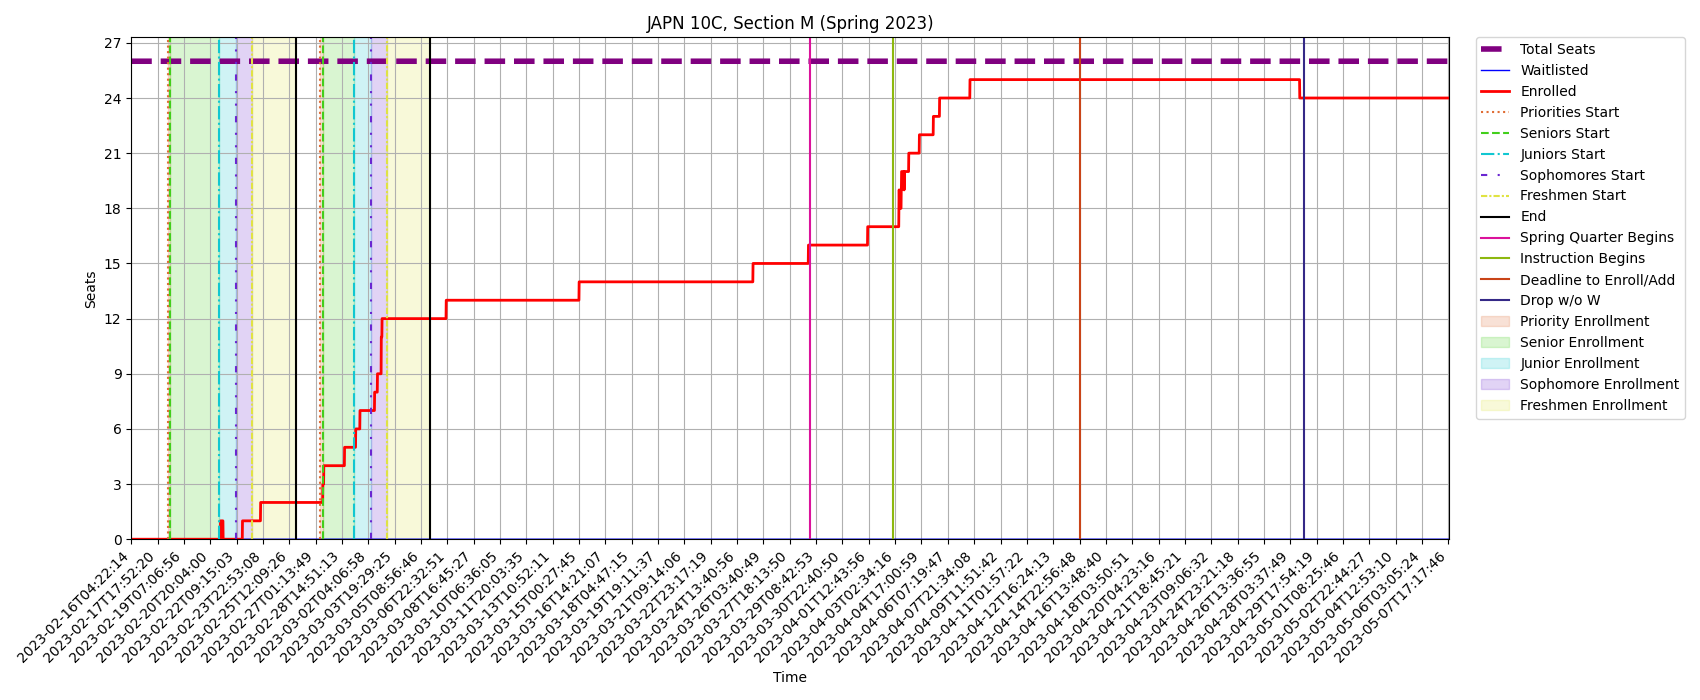 JAPN 10C, Section M (Spring 2023)
Seats
27
24
21
18
15
12
9
6
3
0
2023-02-16T04:22:14
2023-02-17T17:52:20
2023-02-19T07:06:56
2023-02-20T20:04:00
2023-02-22T09:15:03
2023-02-23T22:53:08
2023-02-25T12:09:26
2023-02-27T01:13:49
2023-02-28T14:51:13
2023-03-02T04:06:58
2023-03-03T19:29:25
2023-03-05T08:56:46
2023-03-06T22:32:51
2023-03-08T16:45:27
2023-03-10T06:36:05
2023-03-11T20:03:35
2023-03-13T10:52:11
2023-03-15T00:27:45
2023-03-16T14:21:07
2023-03-18T04:47:15
2023-03-19T19:11:37
2023-03-21T09:14:06
2023-03-22T23:17:19
2023-03-24T13:40:56
2023-03-26T03:40:49
2023-03-27T18:13:50
2023-03-29T08:42:53
2023-03-30T22:40:50
2023-04-01T12:43:56
2023-04-03T02:34:16
2023-04-04T17:00:59
2023-04-06T07:19:47
2023-04-07T21:34:08
2023-04-09T11:51:42
2023-04-11T01:57:22
2023-04-12T16:24:13
2023-04-14T22:56:48
2023-04-16T13:48:40
2023-04-18T03:50:51
2023-04-20T04:23:16
2023-04-21T18:45:21
2023-04-23T09:06:32
2023-04-24T23:21:18
2023-04-26T13:36:55
2023-04-28T03:37:49
2023-04-29T17:54:19
2023-05-01T08:25:46
2023-05-02T22:44:27
2023-05-04T12:53:10
2023-05-06T03:05:24
2023-05-07T17:17:46
Time
Total Seats
Waitlisted
Enrolled
Priorities Start
Seniors Start
Juniors Start
Sophomores Start
Freshmen Start
End
Spring Quarter Begins
Instruction Begins
Deadline to Enroll/Add
Drop w/o W
Priority Enrollment
Senior Enrollment
Junior Enrollment
Sophomore Enrollment
Freshmen Enrollment